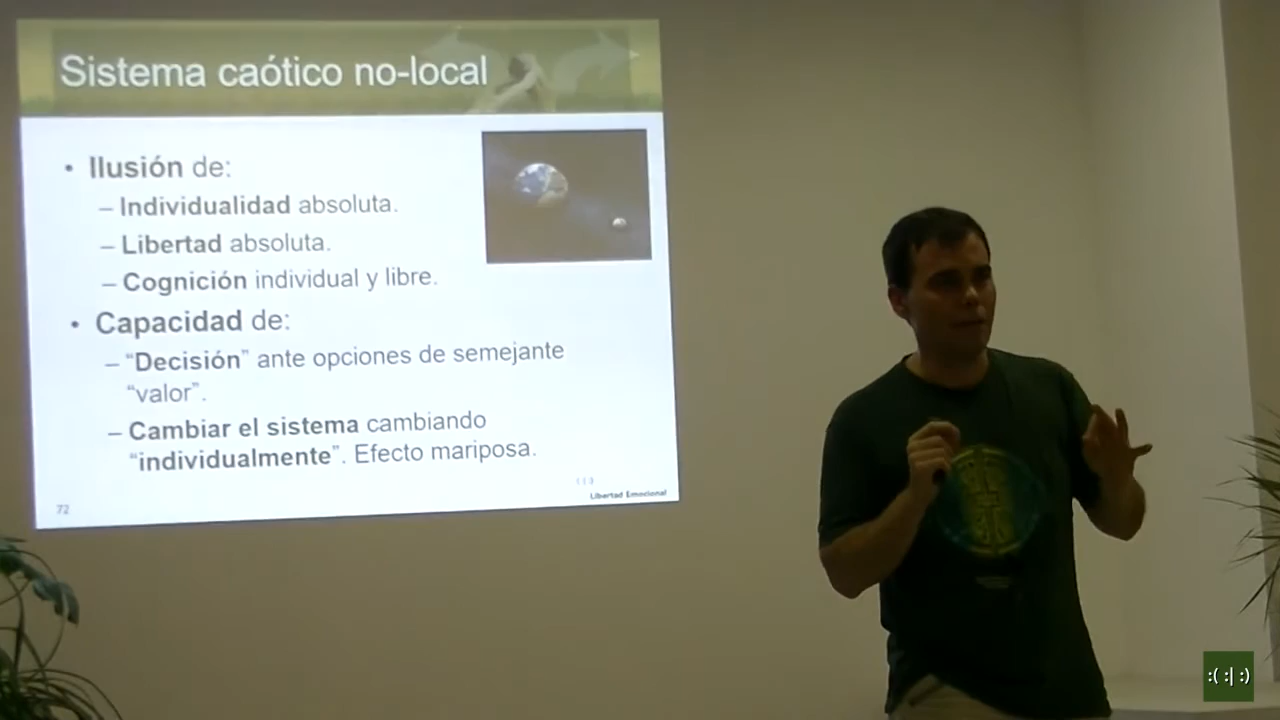 Sistema caótico no-local
• Ilusión de:
– Individualidad absoluta.
– Libertad absoluta.
– Cognición individual y libre.
• Capacidad de:
– “Decisión” ante opciones de semejante
“valor”.
– Cambiar el sistema cambiando
“individualmente”. Efecto mariposa.
72
Libertad Emocional
:( :| :)